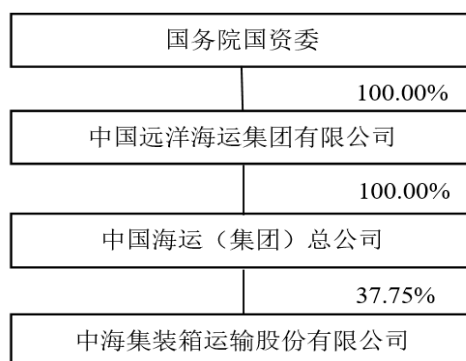 国务院国资委
100.00%
中国远洋海运集团有限公司
100.00%
中国海运（集团）总公司
37.75%
中海集装箱运输股份有限公司